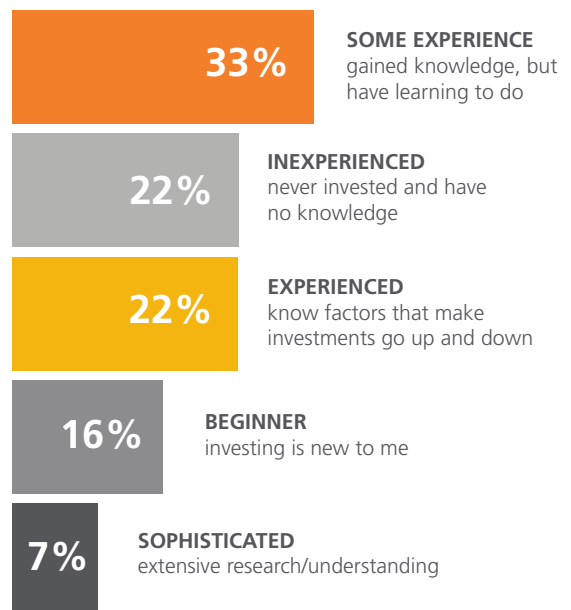 33%
SOME EXPERIENCE
gained knowledge, but
have learning to do
22%
INEXPERIENCED
never invested and have
no knowledge
22%
EXPERIENCED
know factors that make
investments go up and down
16%
BEGINNER
investing is new to me
7%
SOPHISTICATED
extensive research/understanding